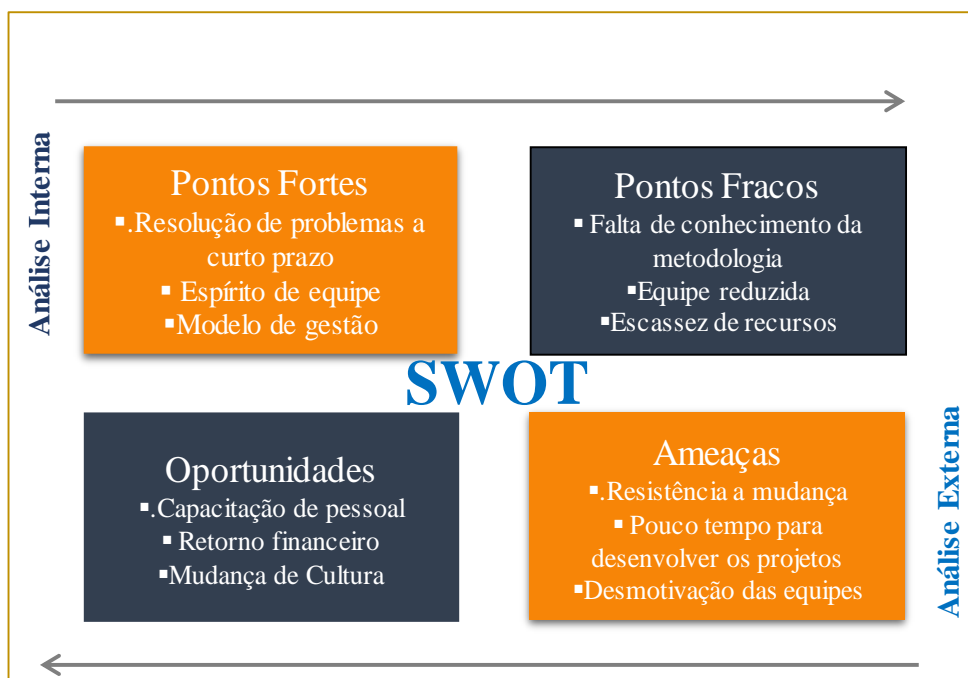 Análise Interna
Pontos Fortes
▪.Resolução de problemas a
curto prazo
▪ Espírito de equipe
▪Modelo de gestão
Pontos Fracos
▪ Falta de conhecimento da
metodologia
▪Equipe reduzida
▪Escassez de recursos
SWOT
Oportunidades
▪.Capacitação de pessoal
▪ Retorno financeiro
▪Mudança de Cultura
Ameaças
▪.Resistência a mudança
▪ Pouco tempo para
desenvolver os projetos
▪Desmotivação das equipes
Análise Externa